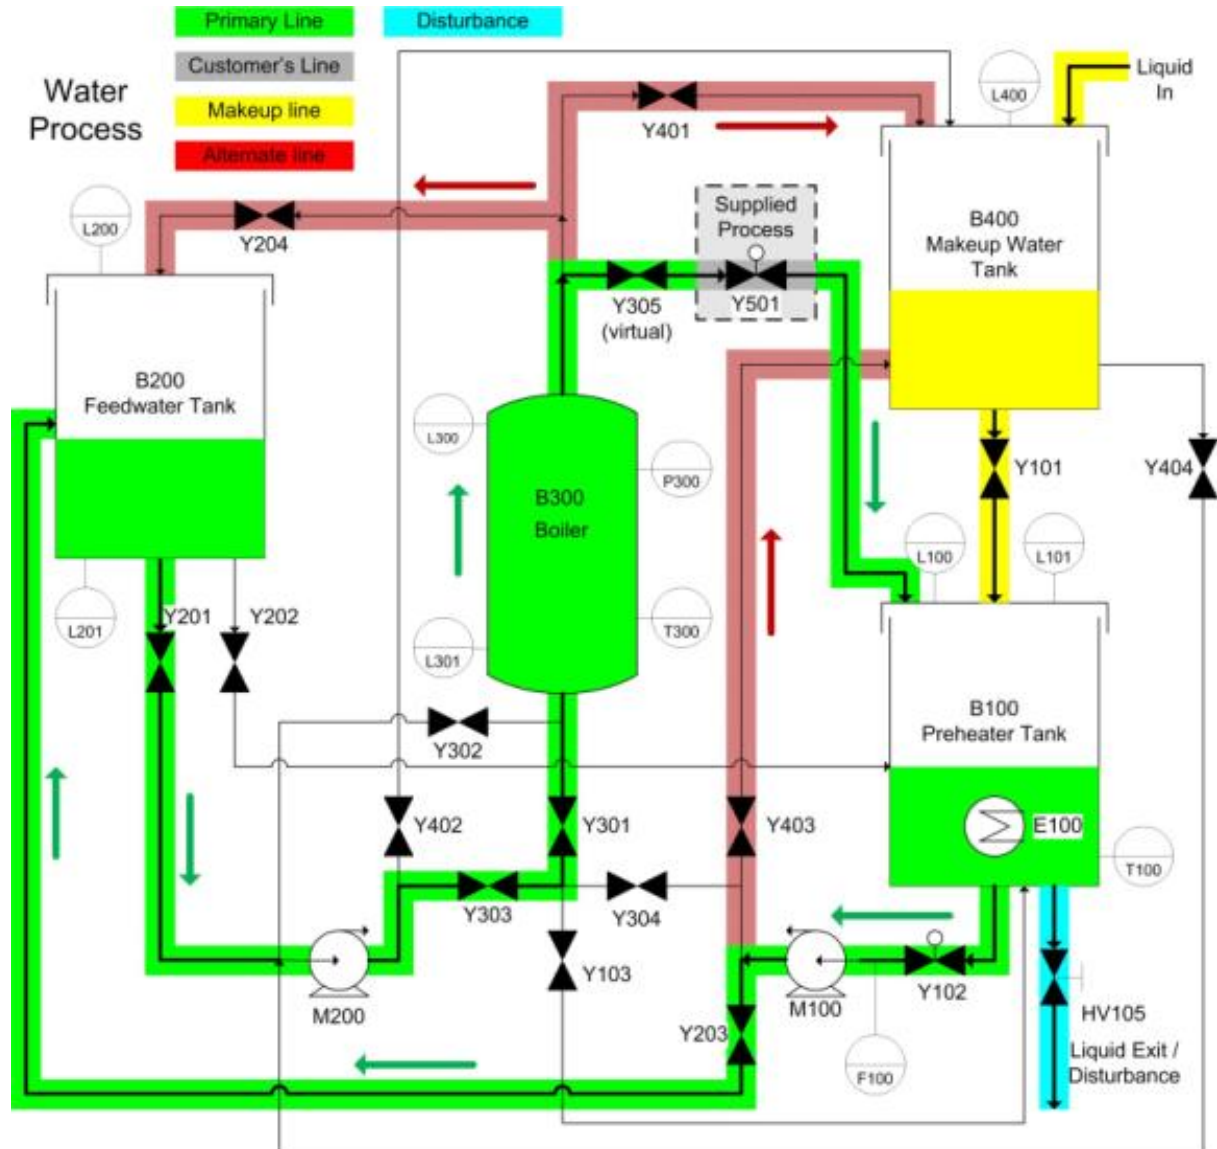 Primary Line
Disturbance
Customer's Line
Makeup line
Alternate line
Water
Process
Liquid
In
L400
Y401
L200
Y204
Supplied
Process
B400
Makeup Water
Tank
Y305
(virtual)
Y501
B200
Feedwater Tank
L300
P300
B300
Boiler
Y101
Y404
L100
L101
L201
Y201
Y202
L301
T300
B100
Preheater Tank
Y302
Y402
Y301
Y403
E100
T100
Y303
Y304
Y103
M200
M100
Y102
HV105
Y203
F100
Liquid Exit /
Disturbance